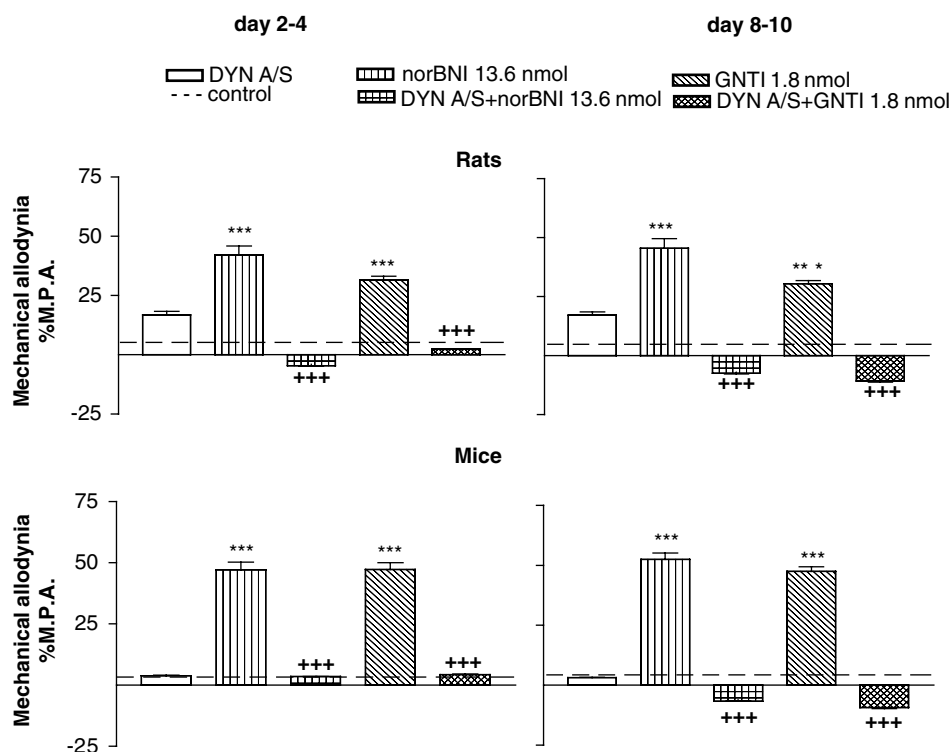 day 2-4
day 8-10
DYN A/S
norBNI 13.6 nmol
GNTI 1.8 nmol
control
DYN A/S+norBNI 13.6 nmol
DYN A/S+GNTI 1.8 nmol
Rats
Mechanical allodynia
%M.P.A.
75
50
25
-25
***
+++
***
+++
***
+++
** *
+++
Mice
Mechanical allodynia
%M.P.A.
75
50
25
-25
***
+++
***
+++
***
+++
***
+++